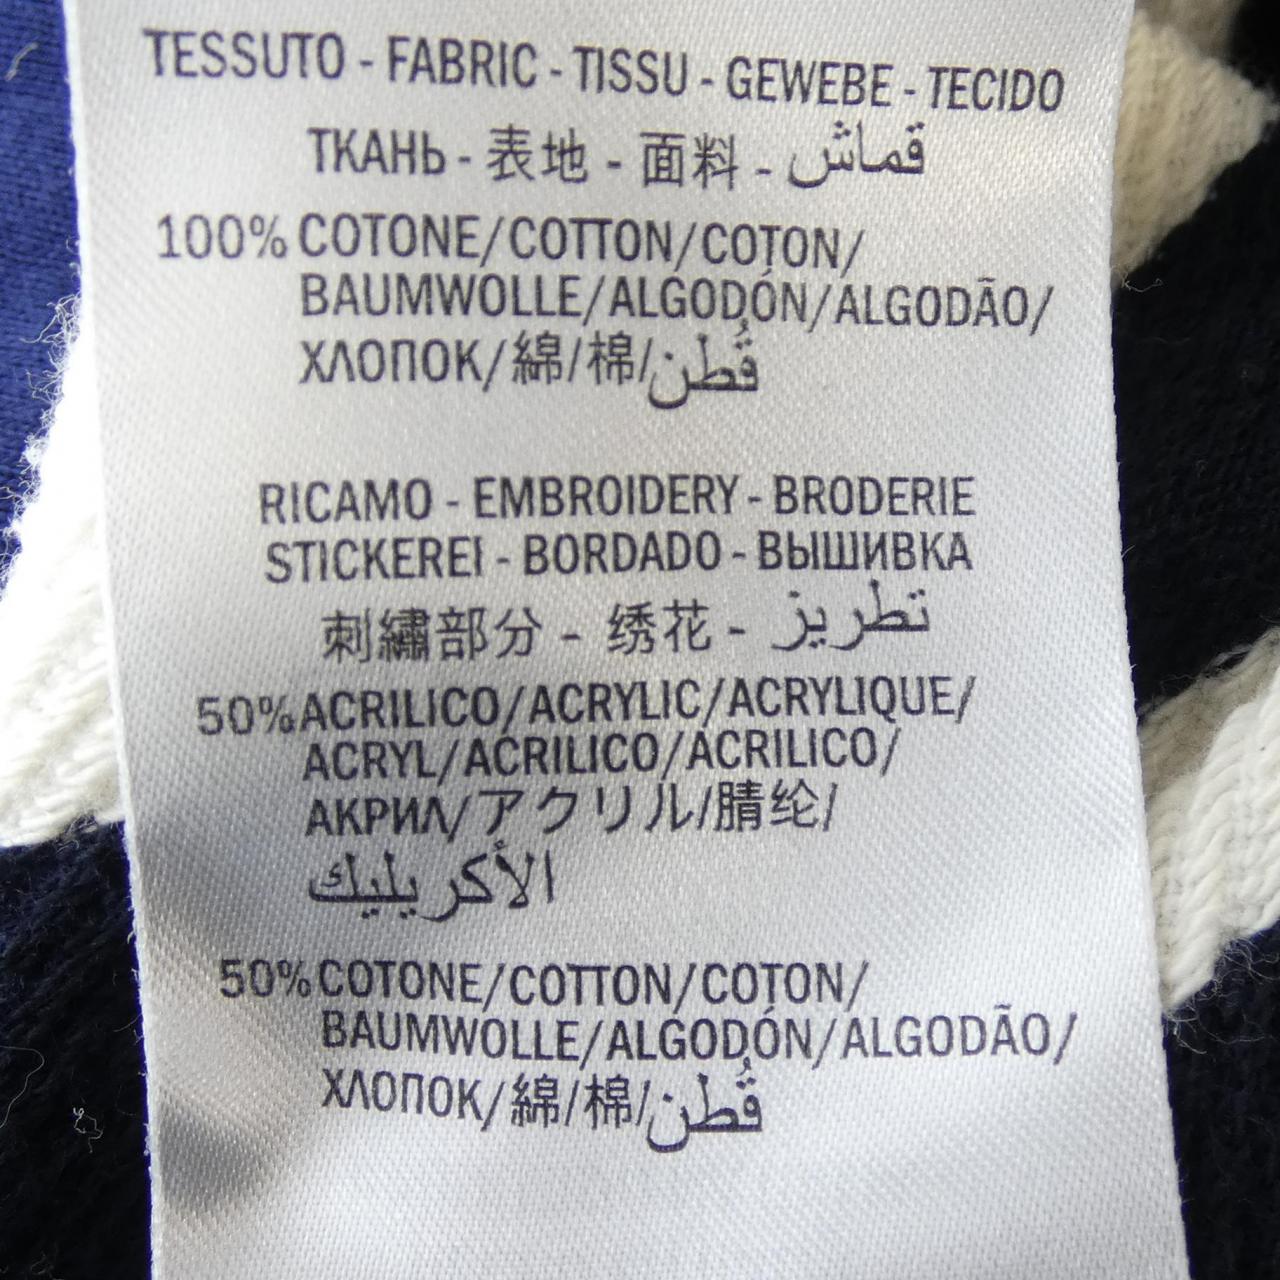 TESSUTO - FABRIC - TISSU - GEWEBE - TECIDO
ТКАНЬ - 表地 - 面料 - قماش
100% COTONE/COTTON/COTON/
BAUMWOLLE/ALGODÓN/ALGODÃO/
ХЛОПОК/綿/棉/قُطن
RICAMO - EMBROIDERY - BRODERIE
STICKEREI - BORDADO - ВЫШИВКА
刺繡部分 - 绣花 - تطريز
50% ACRILICO/ACRYLIC/ACRYLIQUE/
ACRYL/ACRILICO/ACRILICO/
АКРИЛ/アクリル/腈纶/
الأكريليك
50% COTONE/COTTON/COTON/
BAUMWOLLE/ALGODÓN/ALGODÃO/
ХЛОПОК/綿/棉/قُطن